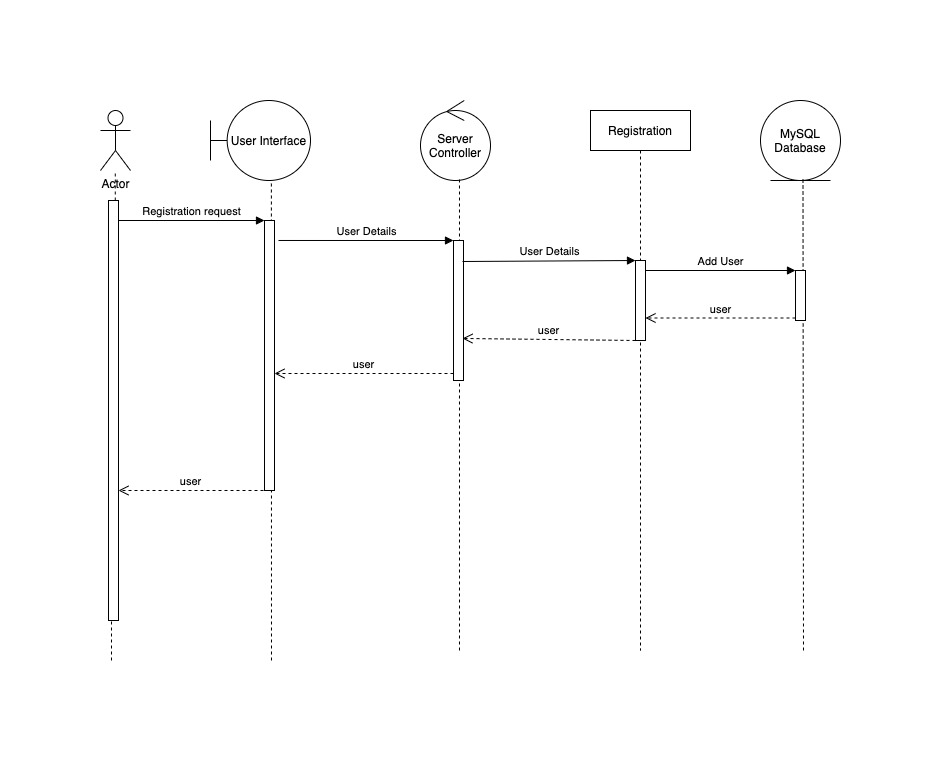 User Interface
Server
Controller
Registration
MySQL
Database
Actor
Registration request
User Details
User Details
Add User
user
user
user
user